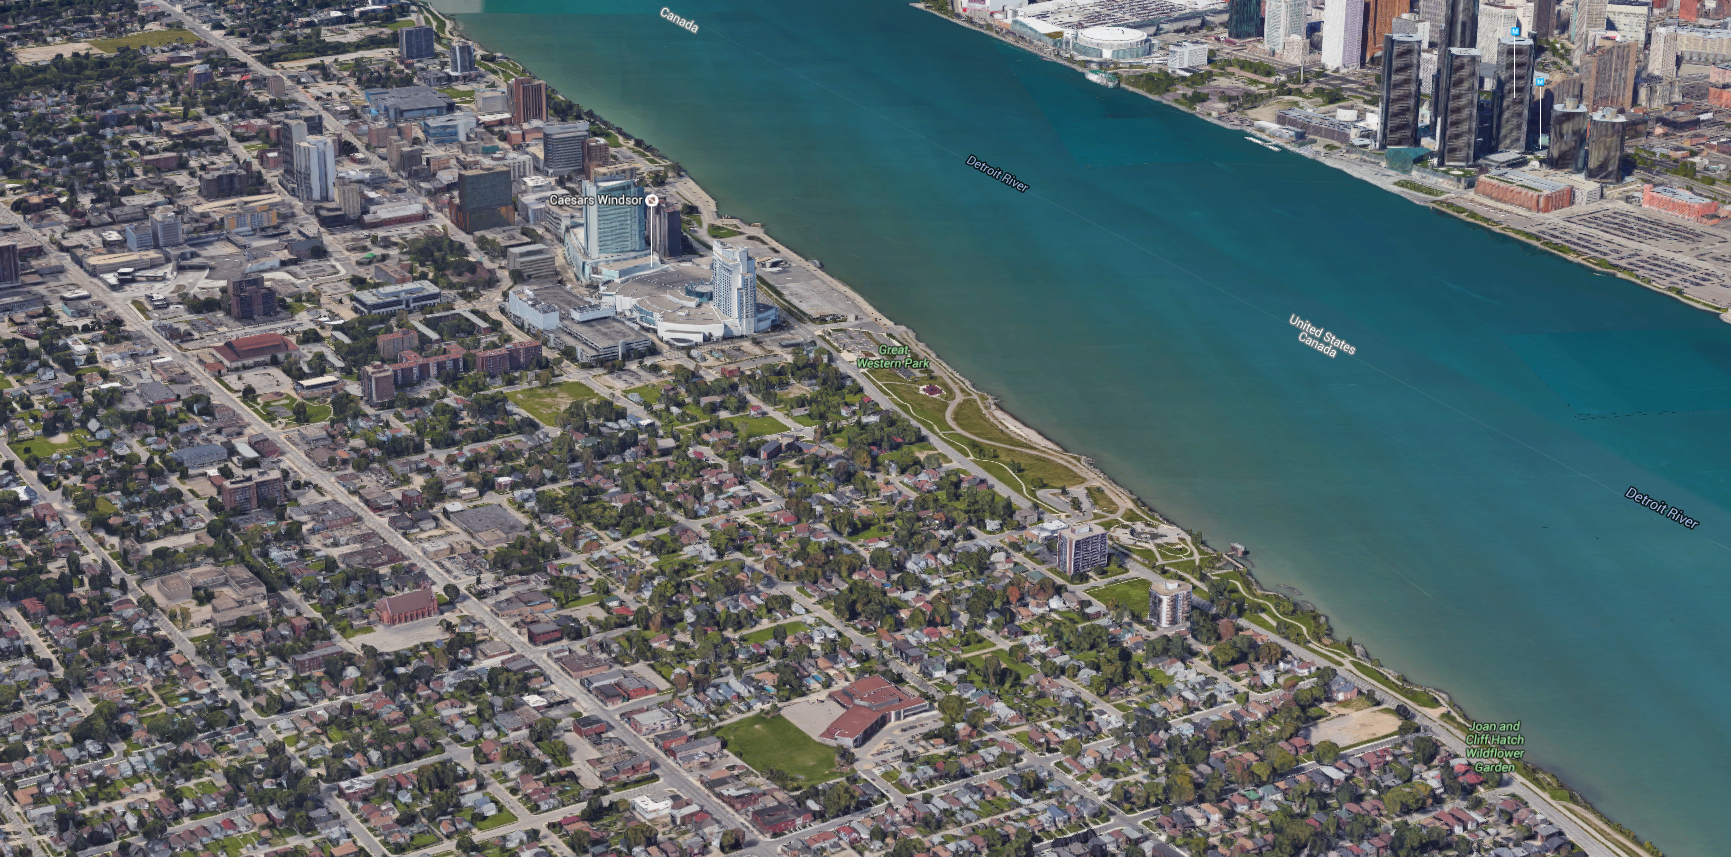 Canada
Detroit River
Caesars Windsor
United States
Canada
Great
Western Park
Detroit River
Joan and
Cliff Hatch
Wildflower
Garden